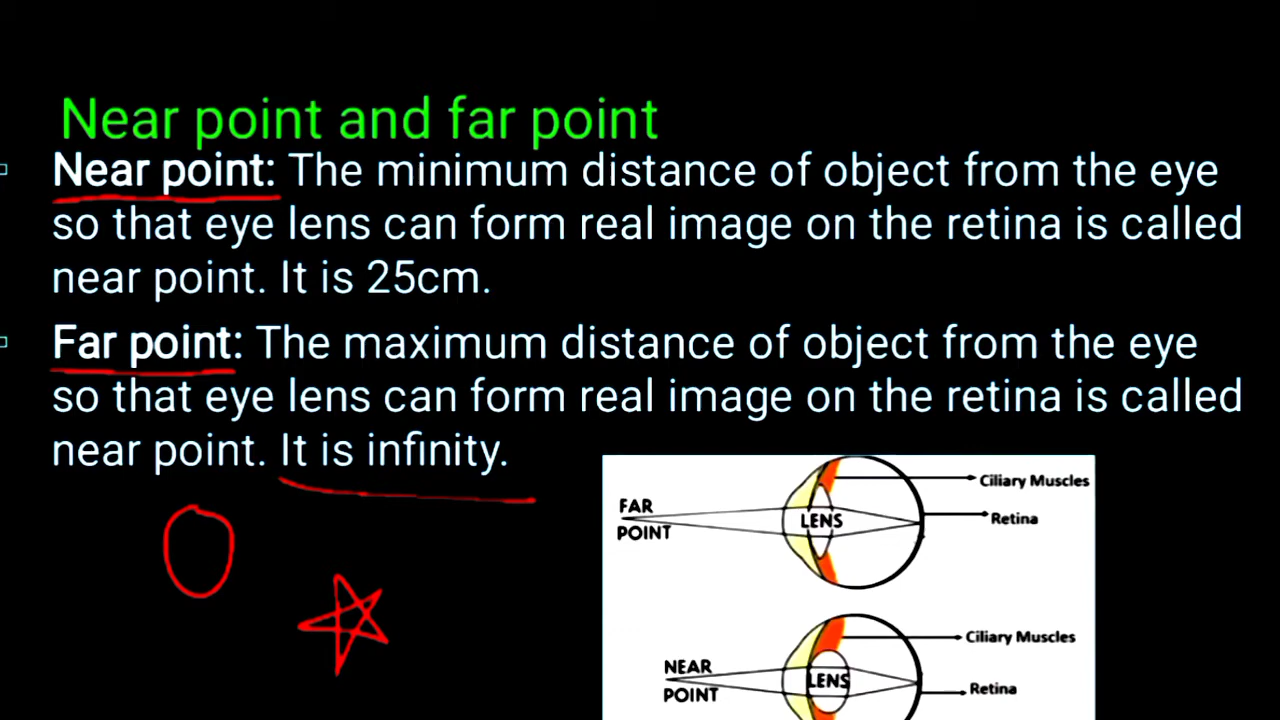 Near point and far point
Near point: The minimum distance of object from the eye
so that eye lens can form real image on the retina is called
near point. It is 25cm.
Far point: The maximum distance of object from the eye
so that eye lens can form real image on the retina is called
near point. It is infinity.
FAR
POINT
LENS
Ciliary Muscles
Retina
NEAR
POINT
LENS
Ciliary Muscles
Retina